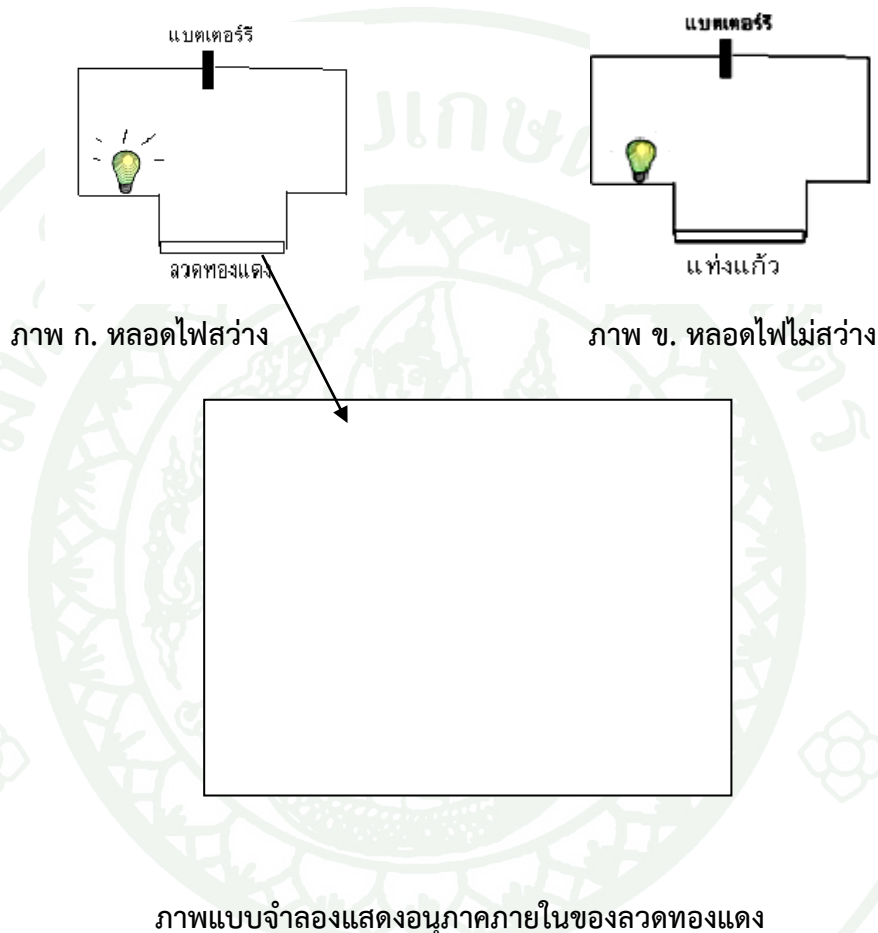 แบตเตอร์รี
แบตเตอร์รี
ลวดทองแดง
แท่งแก้ว
ภาพ ก. หลอดไฟสว่าง
ภาพ ข. หลอดไฟไม่สว่าง
ภาพแบบจำลองแสดงอนุภาคภายในของลวดทองแดง